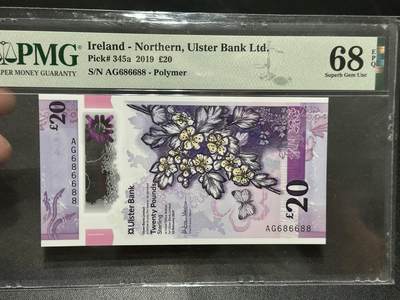 PMG
PAPER MONEY GUARANTY
Ireland - Northern, Ulster Bank Ltd.
Pick# 345a 2019 £20
S/N AG686688 - Polymer
68 EPQ
Superb Gem Unc
£20
AG686688
Ulster Bank
Twenty Pounds
Sterling
£20
AG686688